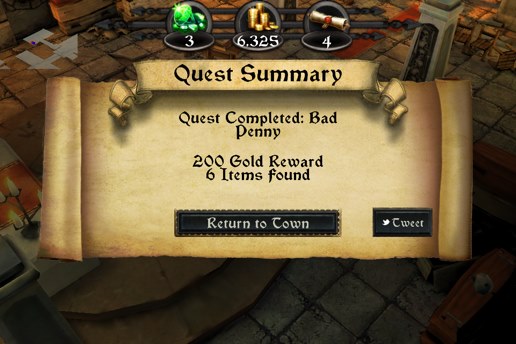 3 6.325 4
Quest Summary
Quest Completed: Bad
Penny
200 Gold Reward
6 Items Found
Return to Town Tweet